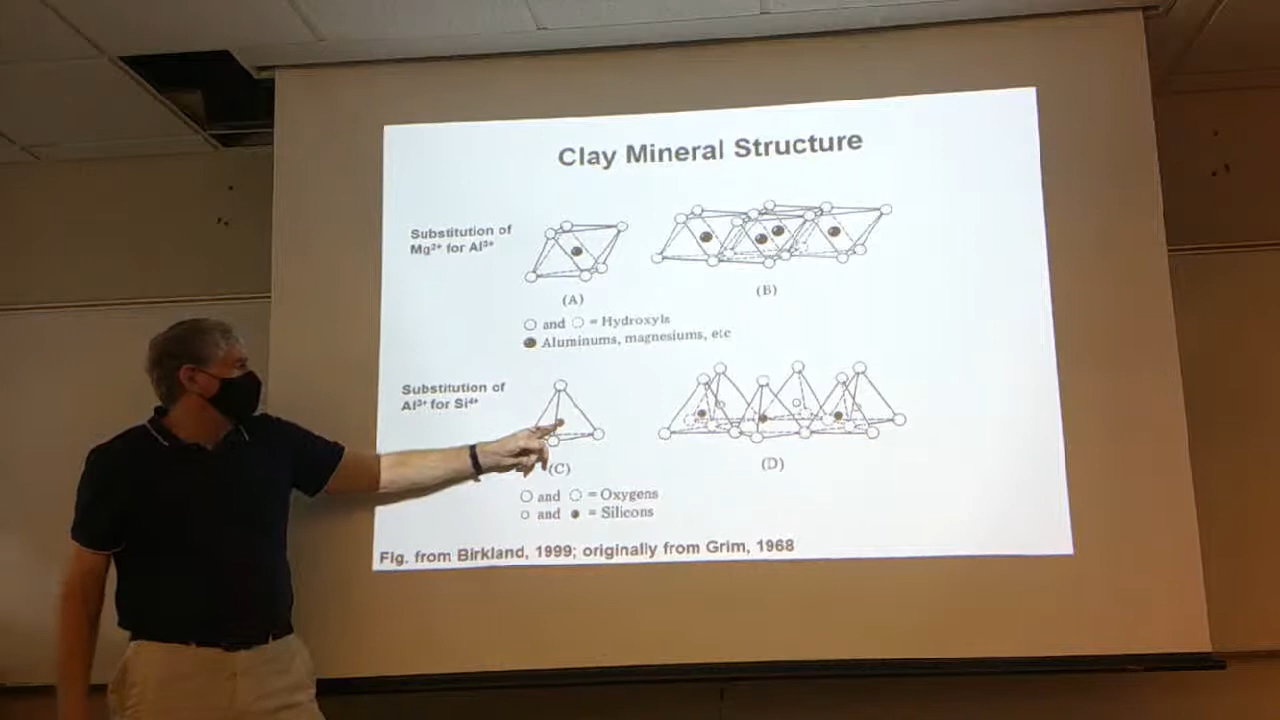 Clay Mineral Structure
Substitution of
Mg²⁺ for Al³⁺
(A)
(B)
○ and ◌ = Hydroxyls
● Aluminums, magnesiums, etc
Substitution of
Al³⁺ for Si⁴⁺
(C)
(D)
○ and ◌ = Oxygens
○ and ● = Silicons
Fig. from Birkland, 1999; originally from Grim, 1968